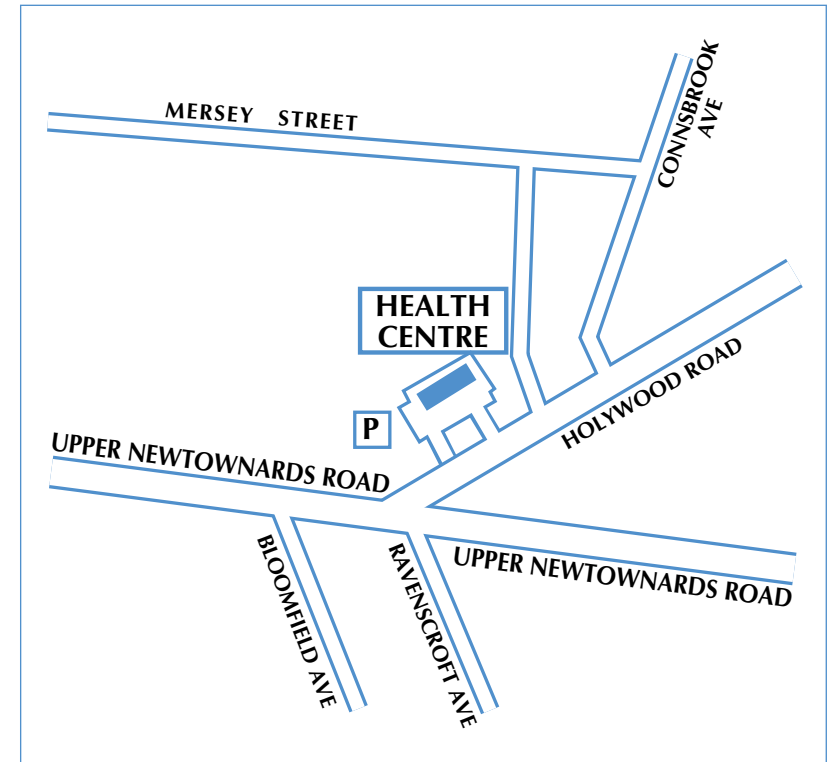 MERSEY STREET
CONNSBROOK
AVE
HEALTH
CENTRE
P
HOLYWOOD ROAD
UPPER NEWTOWNARDS ROAD
BLOOMFIELD AVE
RAVENSCROFT AVE
UPPER NEWTOWNARDS ROAD